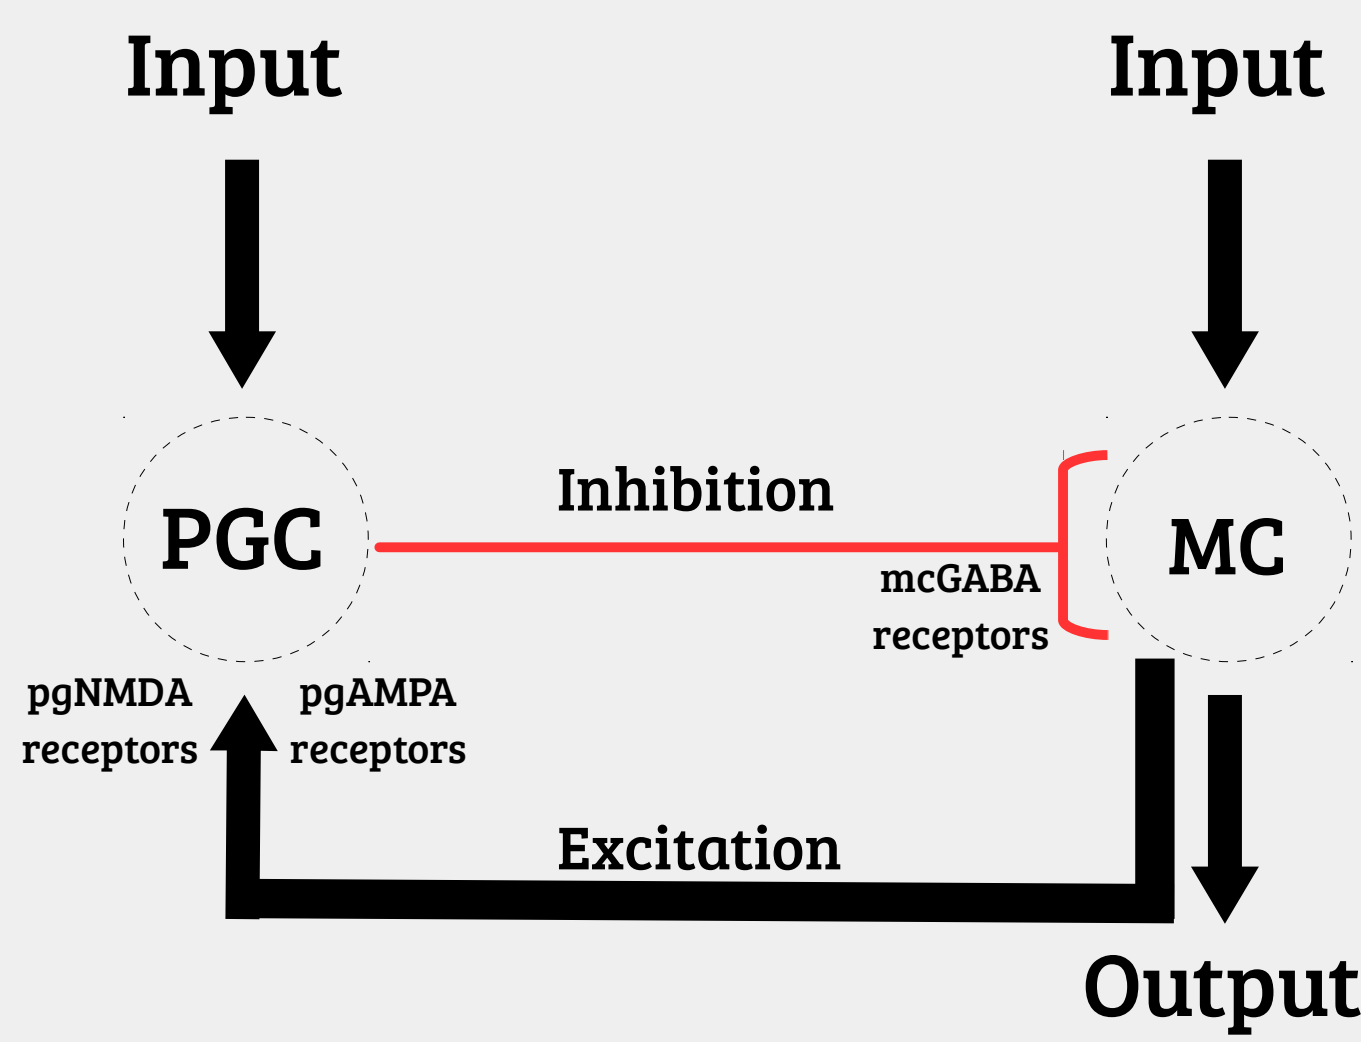 Input
Input
Inhibition
PGC
MC
mcGABA
receptors
pgNMDA
receptors
pgAMPA
receptors
Excitation
Output